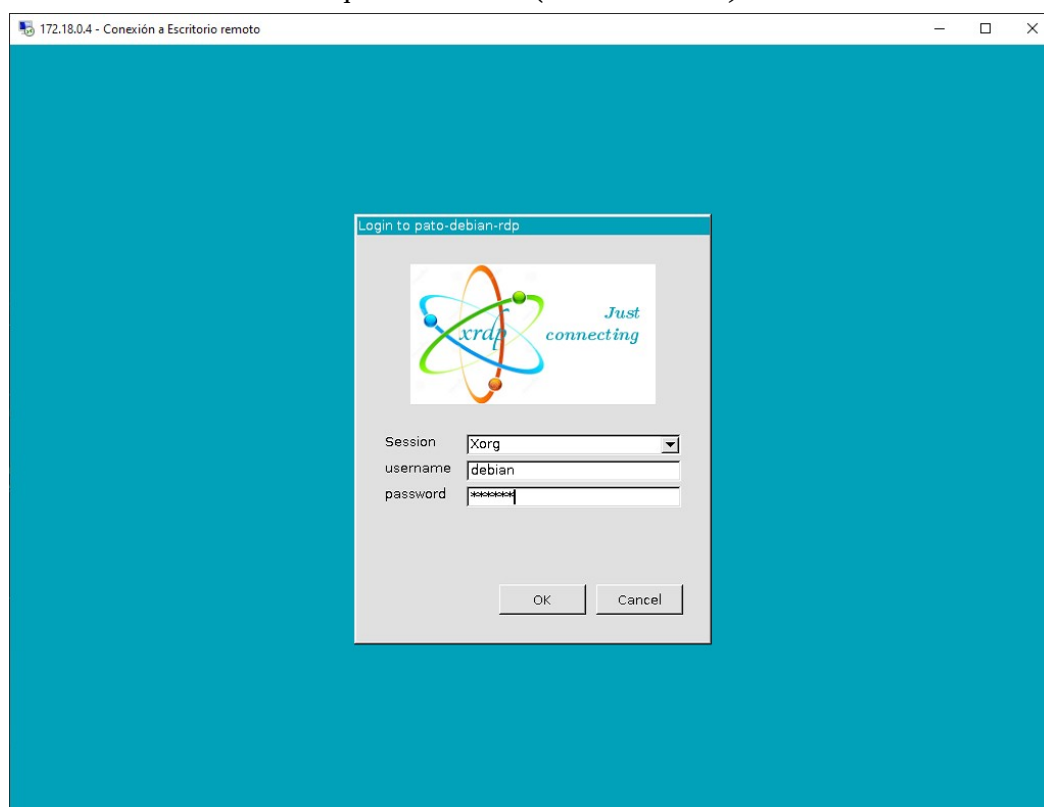 172.18.0.4 - Conexión a Escritorio remoto
Login to pato-debian-rdp
xrdp
Just
connecting
Session Xorg
username debian
password ******
OK Cancel